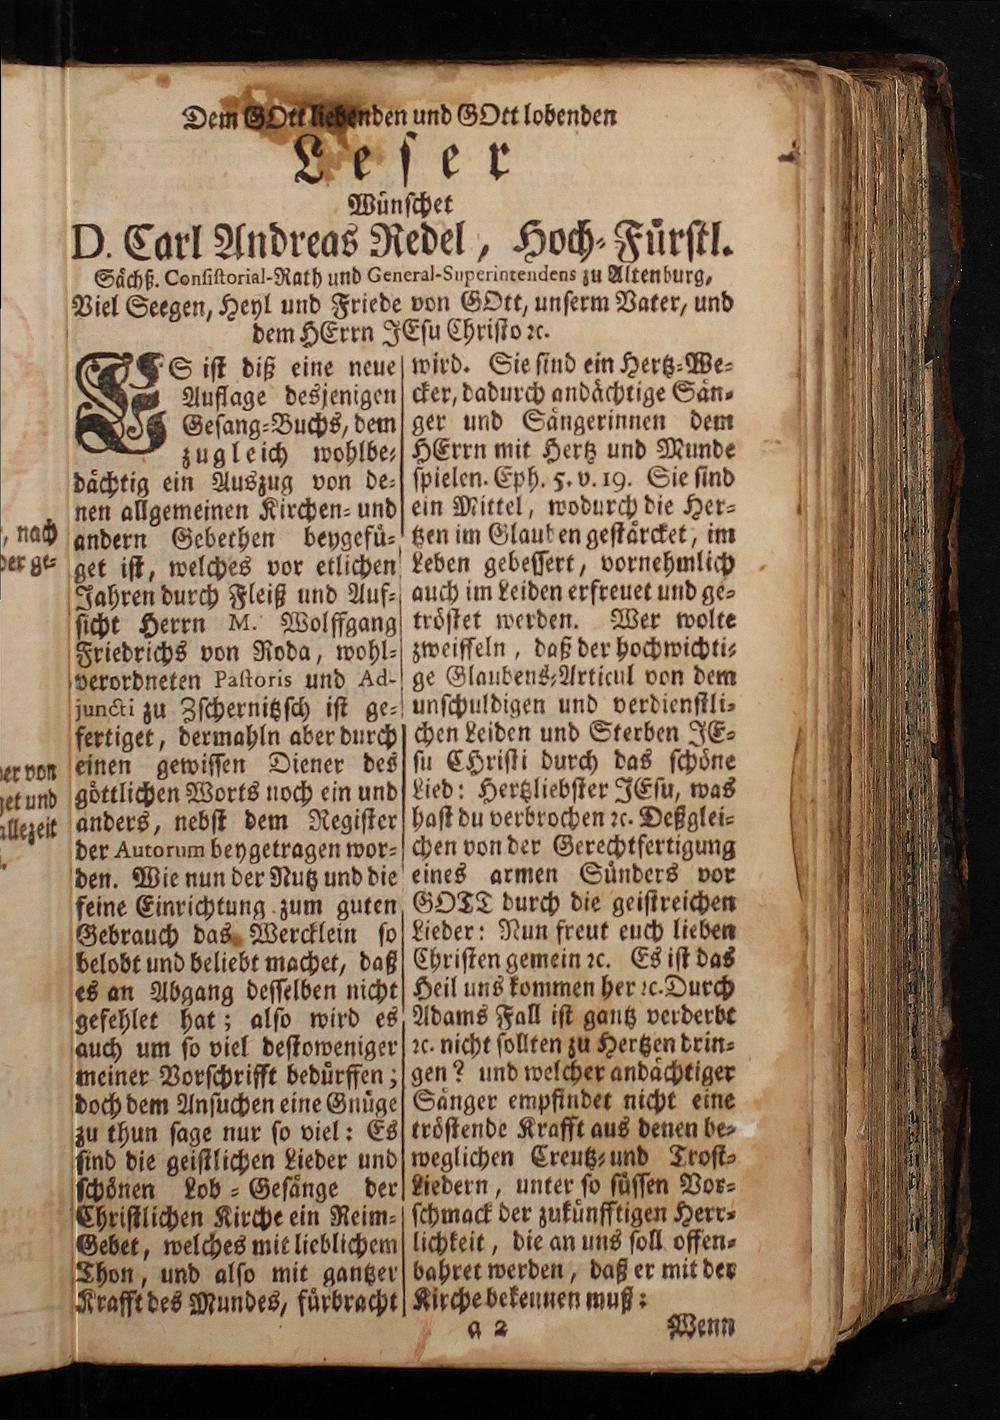 Dem GOtt liebenden und GOtt lobenden
Leser
Wünschet
D. Carl Andreas Redel, Hoch-Fürstl.
Sächß. Consistorial-Rath und General-Superintendens zu Altenburg,
Viel Seegen, Heyl und Friede von GOtt, unserm Vater, und
dem HErrn JEsu Christo ꝛc.
ES ist diß eine neue
Auflage desjenigen
Gesang-Buchs, dem
zugleich wohlbe-
dächtig ein Auszug von de-
nen allgemeinen Kirchen- und
andern Gebethen beygefü-
get ist, welches vor etlichen
Jahren durch Fleiß und Auf-
sicht Herrn M. Wolffgang
Friedrichs von Roda, wohl-
verordneten Pastoris und Ad-
juncti zu Zschernitzsch ist ge-
fertiget, dermahln aber durch
einen gewissen Diener des
göttlichen Worts noch ein und
anders, nebst dem Register
der Autorum beygetragen wor-
den. Wie nun der Nutz und die
feine Einrichtung zum guten
Gebrauch das Wercklein so
belobt und beliebt machet, daß
es an Abgang desselben nicht
gefehlet hat; also wird es
auch um so viel destoweniger
meiner Vorschrifft bedürffen;
doch dem Ansuchen eine Gnüge
zu thun sage nur so viel: Es
sind die geistlichen Lieder und
schönen Lob-Gesänge der
Christlichen Kirche ein Reim-
Gebet, welches mit lieblichem
Thon, und also mit gantzer
Krafft des Mundes, fürbracht
wird. Sie sind ein Hertz-We-
cker, dadurch andächtige Sän-
ger und Sängerinnen dem
HErrn mit Hertz und Munde
spielen. Eph. 5. v. 19. Sie sind
ein Mittel, wodurch die Her-
tzen im Glauben gestärcket, im
Leben gebessert, vornehmlich
auch im Leiden erfreuet und ge-
tröstet werden. Wer wolte
zweiffeln, daß der hochwichti-
ge Glaubens-Articul von dem
unschuldigen und verdienstli-
chen Leiden und Sterben JE-
su CHristi durch das schöne
Lied: Hertzliebster JEsu, was
hast du verbrochen ꝛc. Deßglei-
chen von der Gerechtfertigung
eines armen Sünders vor
GOTT durch die geistreichen
Lieder: Nun freut euch lieben
Christen gemein ꝛc. Es ist das
Heil uns kommen her ꝛc. Durch
Adams Fall ist gantz verderbt
ꝛc. nicht sollten zu Hertzen drin-
gen? und welcher andächtiger
Sänger empfindet nicht eine
tröstende Krafft aus denen be-
weglichen Creutz- und Trost-
Liedern, unter so süssen Vor-
schmack der zukünfftigen Herr-
lichkeit, die an uns soll offen-
bahret werden, daß er mit der
Kirche bekennen muß:
a 2
Wenn
nach
der ge-
von
get und
allezeit